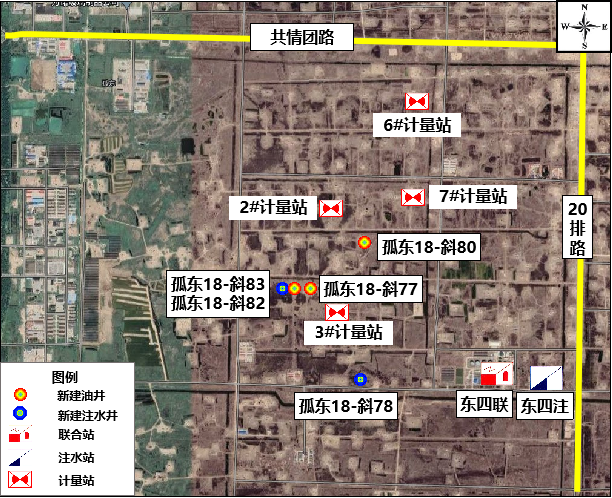 共情团路
N
W
E
S
6#计量站
7#计量站
2#计量站
20
排
路
孤东18-斜80
孤东18-斜83
孤东18-斜82
孤东18-斜77
3#计量站
孤东18-斜78
东四联
东四注
图例
新建油井
新建注水井
联合站
注水站
计量站